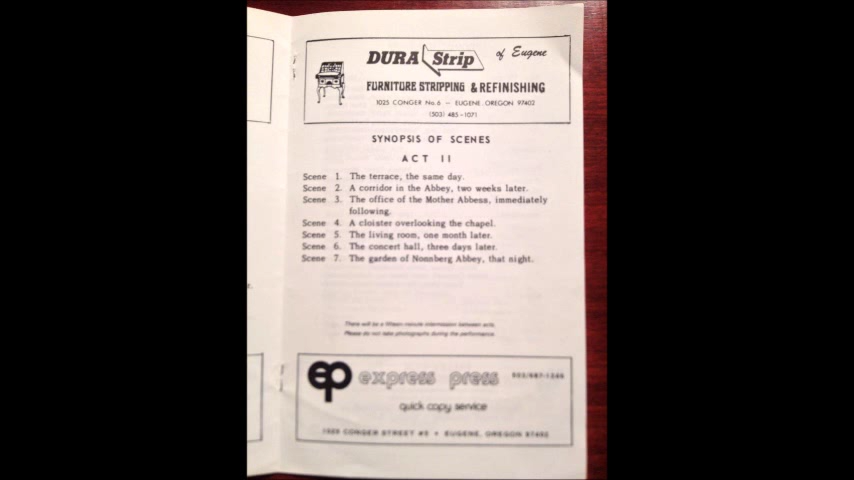 DURA Strip of Eugene
FURNITURE STRIPPING & REFINISHING
1025 CONGER No. 6 — EUGENE, OREGON 97402
(503) 485-1071
SYNOPSIS OF SCENES
ACT II
Scene 1. The terrace, the same day.
Scene 2. A corridor in the Abbey, two weeks later.
Scene 3. The office of the Mother Abbess, immediately
following.
Scene 4. A cloister overlooking the chapel.
Scene 5. The living room, one month later.
Scene 6. The concert hall, three days later.
Scene 7. The garden of Nonnberg Abbey, that night.
There will be a fifteen minute intermission between acts.
Please do not take photographs during the performance.
ep express press
quick copy service
CONGER STREET • EUGENE, OREGON 97402